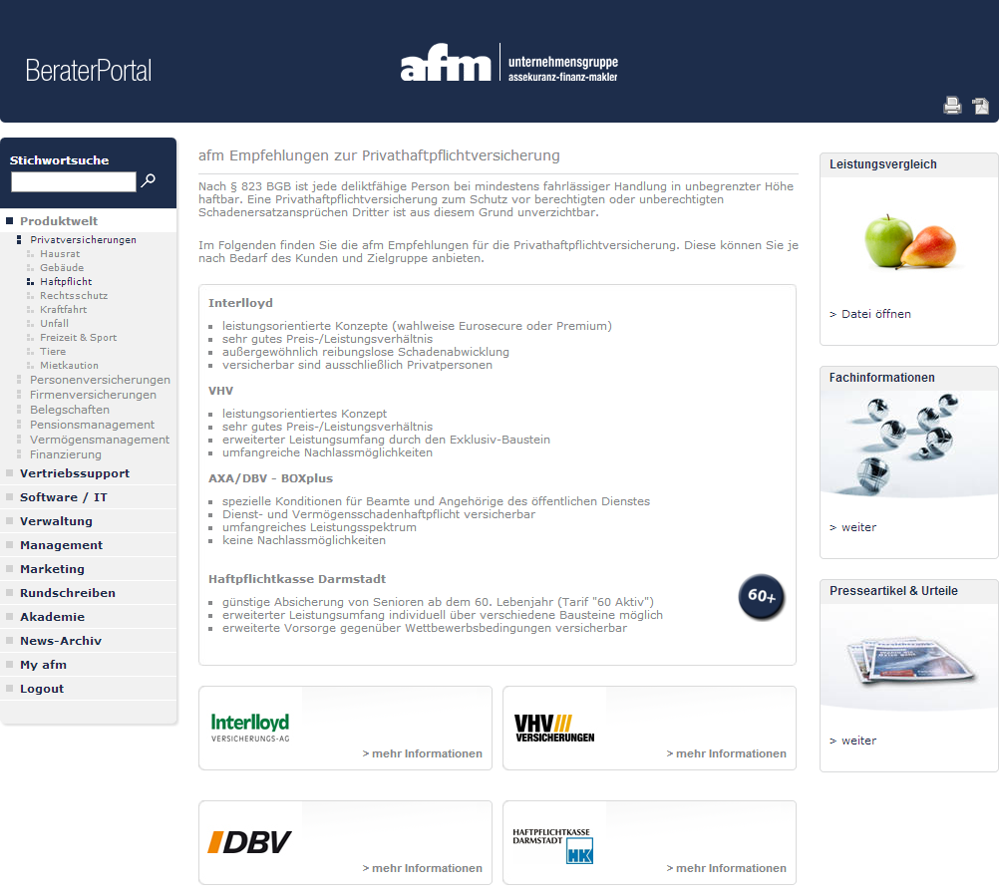 BeraterPortal
afm
unternehmensgruppe
assekuranz-finanz-makler
Stichwortsuche
Produktwelt
Privatversicherungen
Hausrat
Gebäude
Haftpflicht
Rechtsschutz
Kraftfahrt
Unfall
Freizeit & Sport
Tiere
Mietkaution
Personenversicherungen
Firmenversicherungen
Belegschaften
Pensionsmanagement
Vermögensmanagement
Finanzierung
Vertriebssupport
Software / IT
Verwaltung
Management
Marketing
Rundschreiben
Akademie
News-Archiv
My afm
Logout
afm Empfehlungen zur Privathaftpflichtversicherung
Nach § 823 BGB ist jede deliktfähige Person bei mindestens fahrlässiger Handlung in unbegrenzter Höhe
haftbar. Eine Privathaftpflichtversicherung zum Schutz vor berechtigten oder unberechtigten
Schadenersatzansprüchen Dritter ist aus diesem Grund unverzichtbar.
Im Folgenden finden Sie die afm Empfehlungen für die Privathaftpflichtversicherung. Diese können Sie je
nach Bedarf des Kunden und Zielgruppe anbieten.
Interlloyd
leistungsorientierte Konzepte (wahlweise Eurosecure oder Premium)
sehr gutes Preis-/Leistungsverhältnis
außergewöhnlich reibungslose Schadenabwicklung
versicherbar sind ausschließlich Privatpersonen
VHV
leistungsorientiertes Konzept
sehr gutes Preis-/Leistungsverhältnis
erweiterter Leistungsumfang durch den Exklusiv-Baustein
umfangreiche Nachlassmöglichkeiten
AXA/DBV - BOXplus
spezielle Konditionen für Beamte und Angehörige des öffentlichen Dienstes
Dienst- und Vermögensschadenhaftpflicht versicherbar
umfangreiches Leistungsspektrum
keine Nachlassmöglichkeiten
Haftpflichtkasse Darmstadt
günstige Absicherung von Senioren ab dem 60. Lebenjahr (Tarif "60 Aktiv")
erweiterter Leistungsumfang individuell über verschiedene Bausteine möglich
erweiterte Vorsorge gegenüber Wettbewerbsbedingungen versicherbar
60+
Interlloyd
VERSICHERUNGS-AG
> mehr Informationen
VHV
VERSICHERUNGEN
> mehr Informationen
DBV
> mehr Informationen
HAFTPFLICHTKASSE
DARMSTADT
HK
> mehr Informationen
Leistungsvergleich
> Datei öffnen
Fachinformationen
> weiter
Presseartikel & Urteile
> weiter